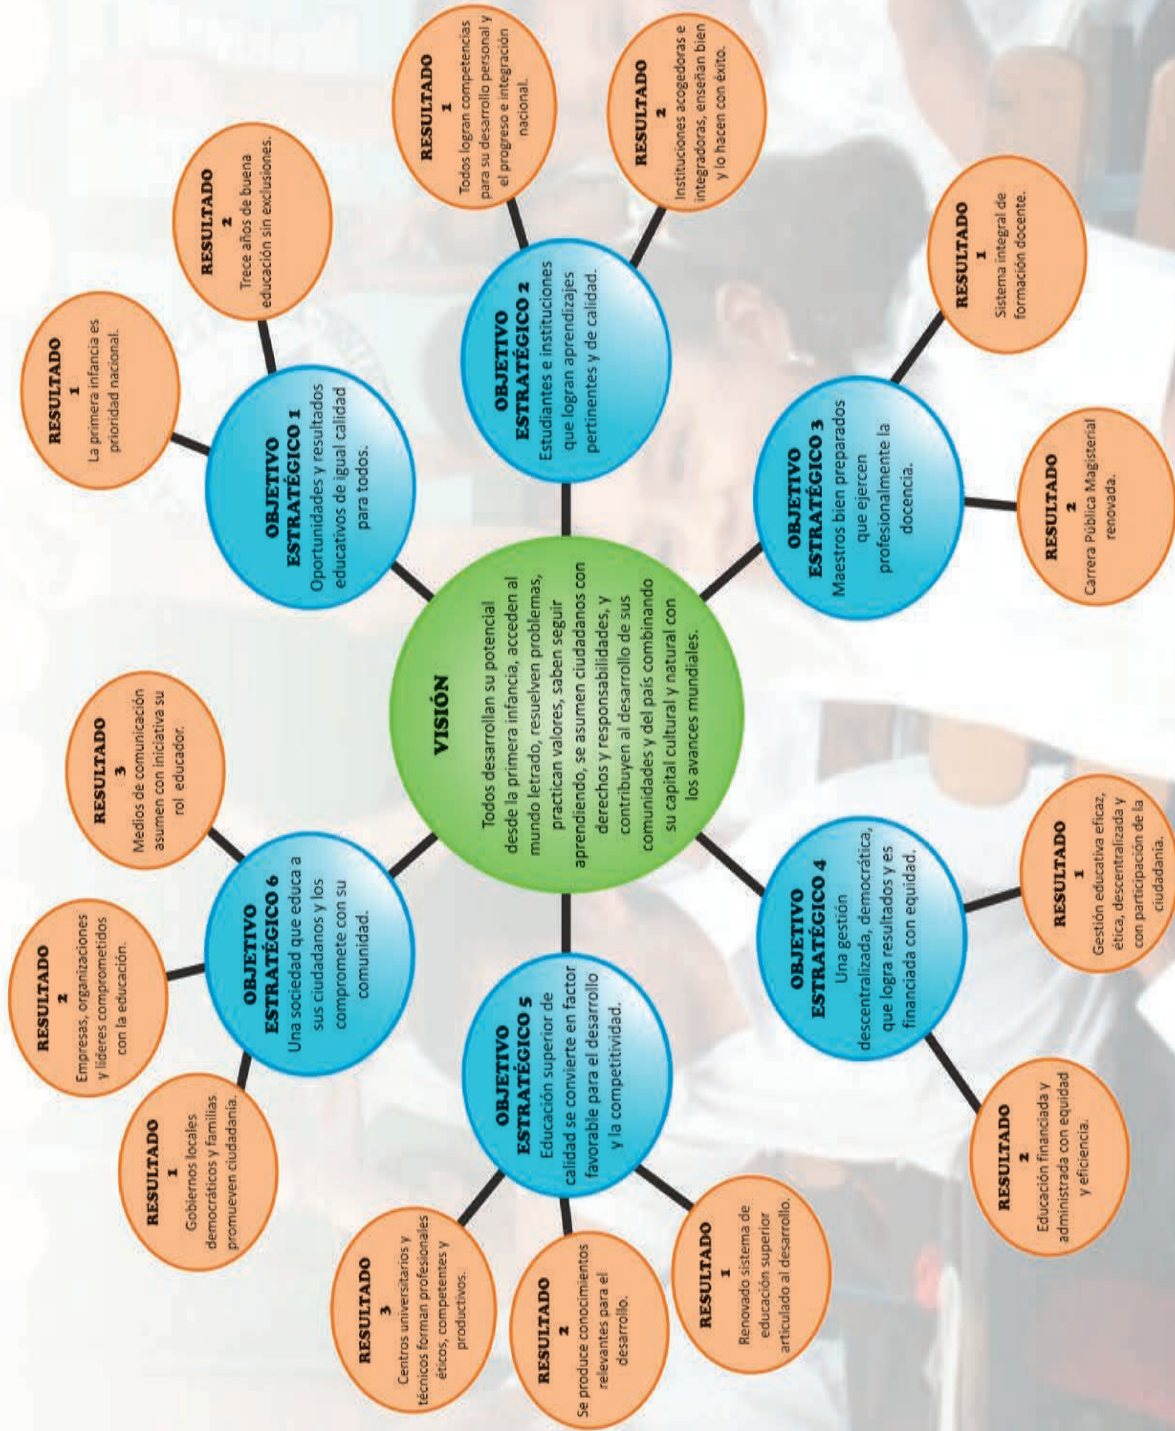 VISIÓN
Todos desarrollan su potencial
desde la primera infancia, acceden al
mundo letrado, resuelven problemas,
practican valores, saben seguir
aprendiendo, se asumen ciudadanos con
derechos y responsabilidades, y
contribuyen al desarrollo de sus
comunidades y del país combinando
su capital cultural y natural con
los avances mundiales.
OBJETIVO
ESTRATÉGICO 1
Oportunidades y resultados
educativos de igual calidad
para todos.
RESULTADO
1
La primera infancia es
prioridad nacional.
RESULTADO
2
Trece años de buena
educación sin exclusiones.
OBJETIVO
ESTRATÉGICO 2
Estudiantes e instituciones
que logran aprendizajes
pertinentes y de calidad.
RESULTADO
1
Todos logran competencias
para su desarrollo personal y
el progreso e integración
nacional.
RESULTADO
2
Instituciones acogedoras e
integradoras, enseñan bien
y lo hacen con éxito.
OBJETIVO
ESTRATÉGICO 3
Maestros bien preparados
que ejercen
profesionalmente la
docencia.
RESULTADO
1
Sistema integral de
formación docente.
RESULTADO
2
Carrera Pública Magisterial
renovada.
OBJETIVO
ESTRATÉGICO 4
Una gestión
descentralizada, democrática,
que logra resultados y es
financiada con equidad.
RESULTADO
1
Gestión educativa eficaz,
ética, descentralizada y
con participación de la
ciudadanía.
RESULTADO
2
Educación financiada y
administrada con equidad
y eficiencia.
OBJETIVO
ESTRATÉGICO 5
Educación superior de
calidad se convierte en factor
favorable para el desarrollo
y la competitividad.
RESULTADO
1
Renovado sistema de
educación superior
articulado al desarrollo.
RESULTADO
2
Se produce conocimientos
relevantes para el
desarrollo.
RESULTADO
3
Centros universitarios y
técnicos forman profesionales
éticos, competentes y
productivos.
OBJETIVO
ESTRATÉGICO 6
Una sociedad que educa a
sus ciudadanos y los
compromete con su
comunidad.
RESULTADO
1
Gobiernos locales
democráticos y familias
promueven ciudadanía.
RESULTADO
2
Empresas, organizaciones
y líderes comprometidos
con la educación.
RESULTADO
3
Medios de comunicación
asumen con iniciativa su
rol educador.